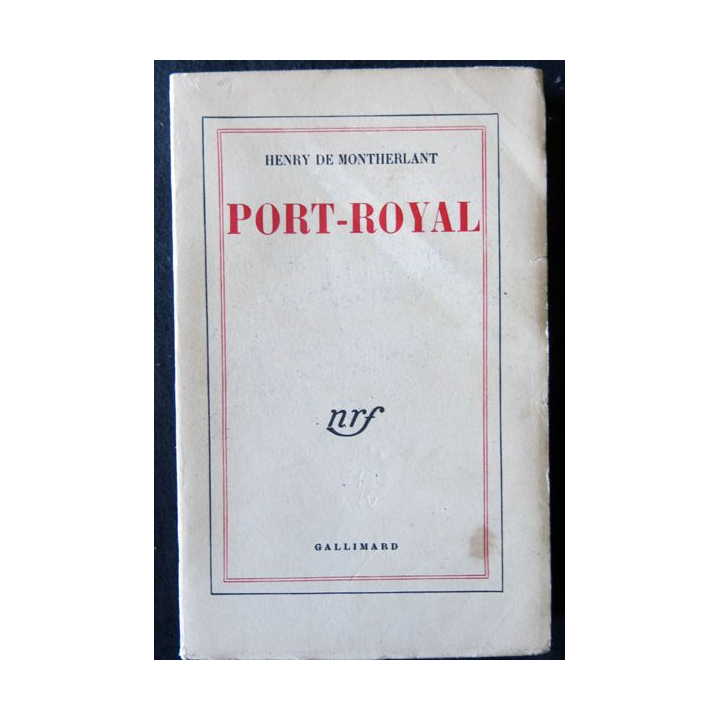 HENRY DE MONTHERLANT
PORT-ROYAL
nrf
GALLIMARD